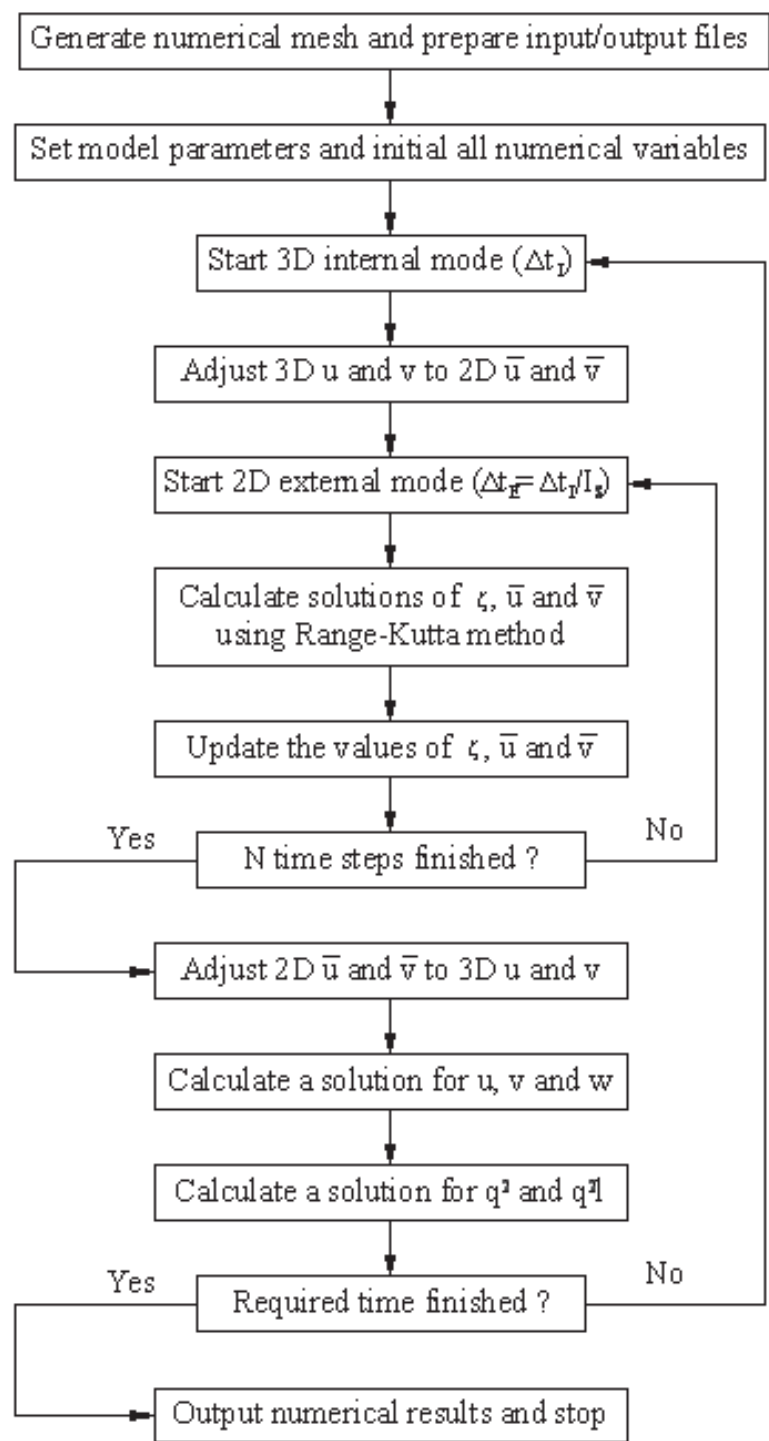 Generate numerical mesh and prepare input/output files
Set model parameters and initial all numerical variables
Start 3D internal mode (Δt_I)
Adjust 3D u and v to 2D u̅ and v̅
Start 2D external mode (Δt_E=Δt_I/I_S)
Calculate solutions of ζ, u̅ and v̅
using Range-Kutta method
Update the values of ζ, u̅ and v̅
Yes
N time steps finished ?
No
Adjust 2D u̅ and v̅ to 3D u and v
Calculate a solution for u, v and w
Calculate a solution for q² and q²l
Yes
Required time finished ?
No
Output numerical results and stop